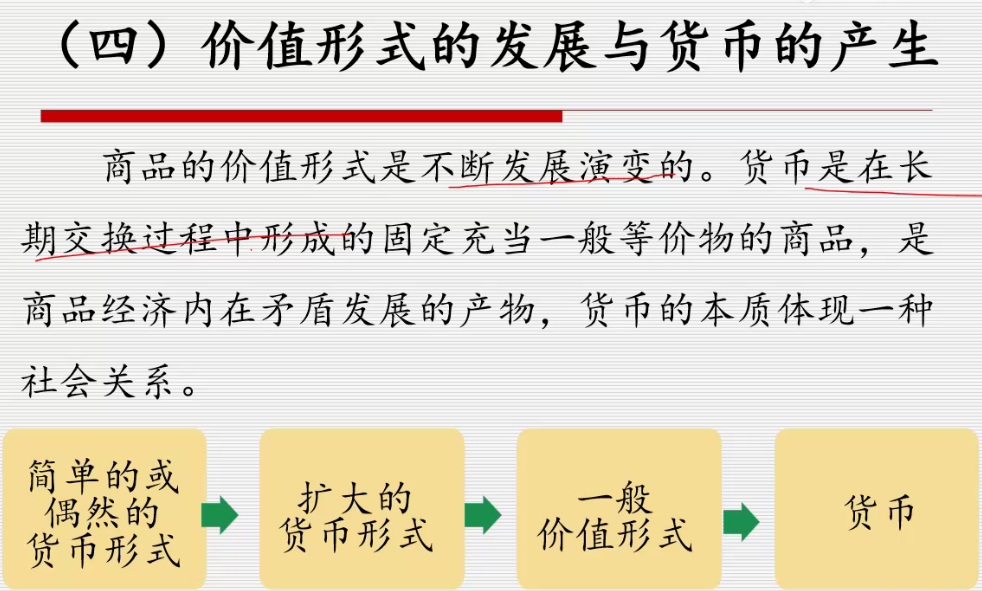 （四）价值形式的发展与货币的产生
商品的价值形式是不断发展演变的。货币是在长
期交换过程中形成的固定充当一般等价物的商品，是
商品经济内在矛盾发展的产物，货币的本质体现一种
社会关系。
简单的或
偶然的
货币形式
扩大的
货币形式
一般
价值形式
货币